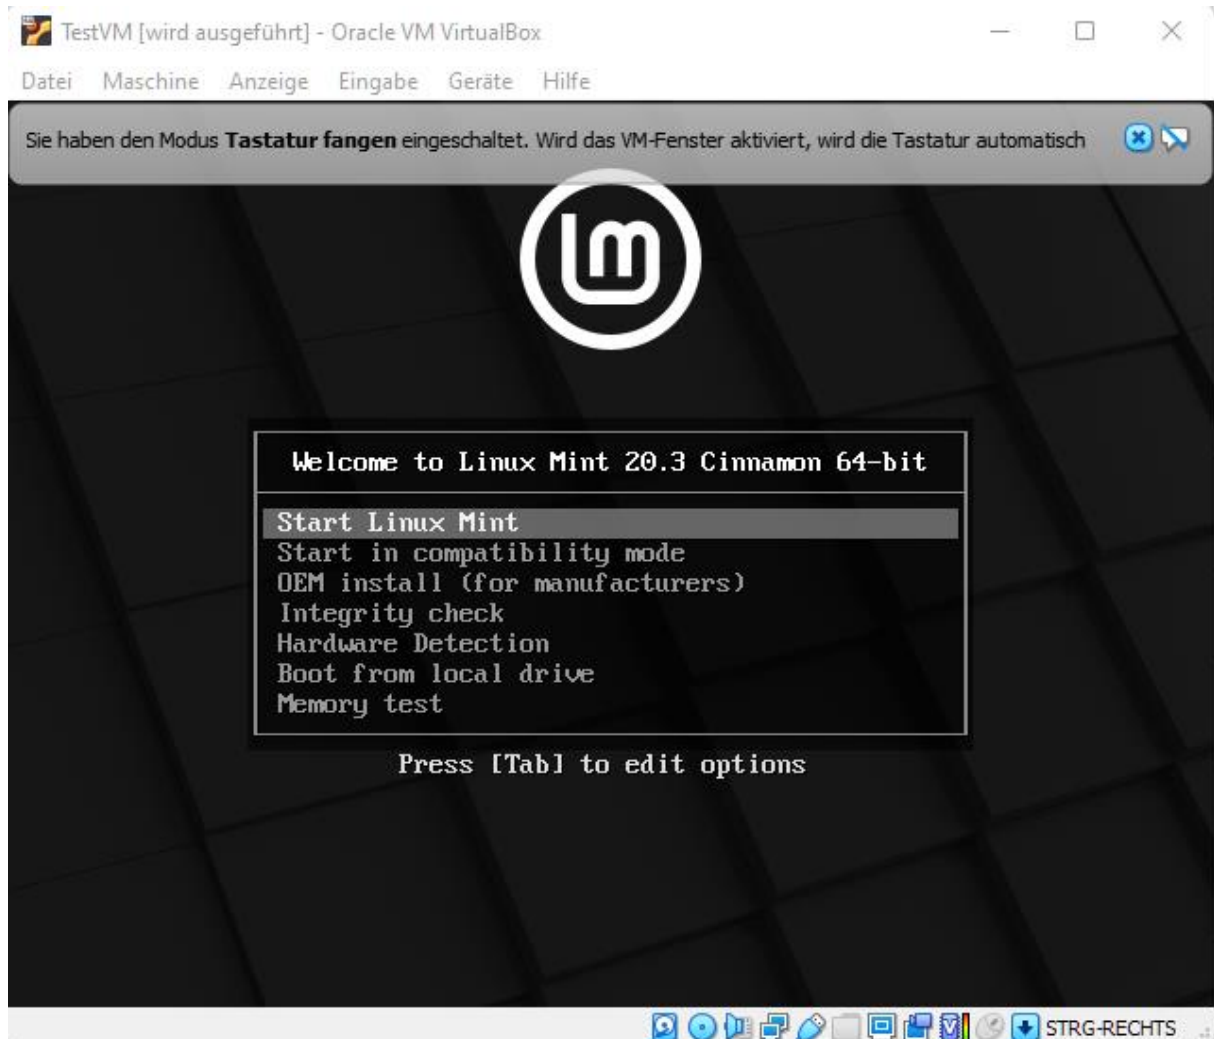 TestVM [wird ausgeführt] - Oracle VM VirtualBox
Datei Maschine Anzeige Eingabe Geräte Hilfe
Sie haben den Modus Tastatur fangen eingeschaltet. Wird das VM-Fenster aktiviert, wird die Tastatur automatisch
lm
Welcome to Linux Mint 20.3 Cinnamon 64-bit
Start Linux Mint
Start in compatibility mode
OEM install (for manufacturers)
Integrity check
Hardware Detection
Boot from local drive
Memory test
Press [Tab] to edit options
STRG-RECHTS